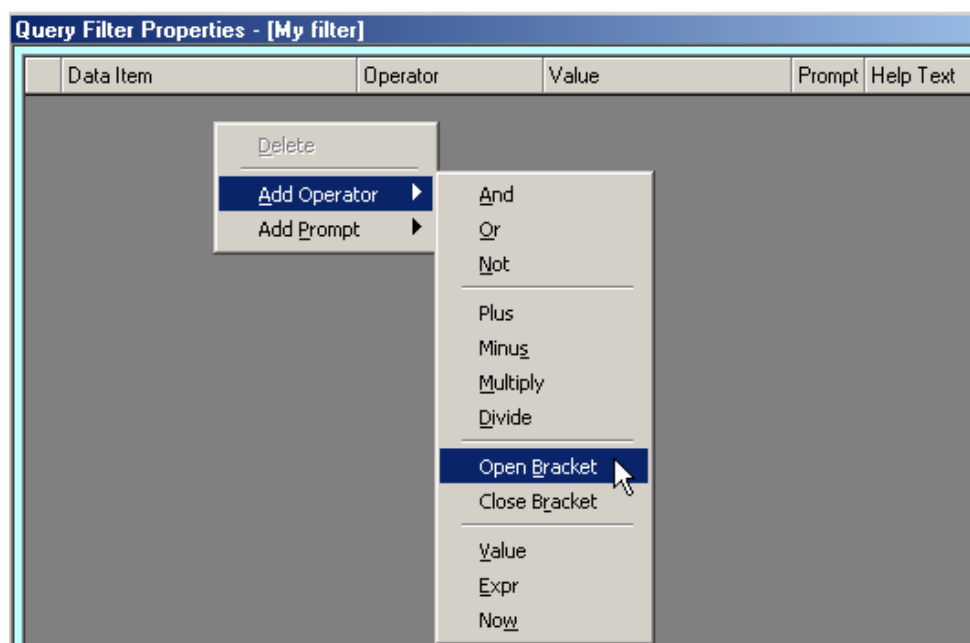 Query Filter Properties - [My filter]
Data Item Operator Value Prompt Help Text
Delete
Add Operator
Add Prompt
And
Or
Not
Plus
Minus
Multiply
Divide
Open Bracket
Close Bracket
Value
Expr
Now